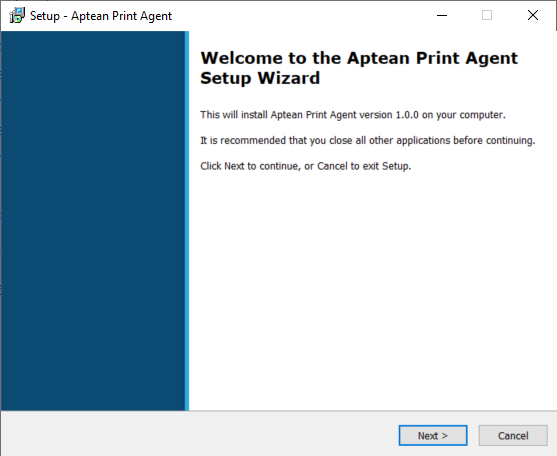 Setup - Aptean Print Agent
Welcome to the Aptean Print Agent
Setup Wizard
This will install Aptean Print Agent version 1.0.0 on your computer.
It is recommended that you close all other applications before continuing.
Click Next to continue, or Cancel to exit Setup.
Next >
Cancel